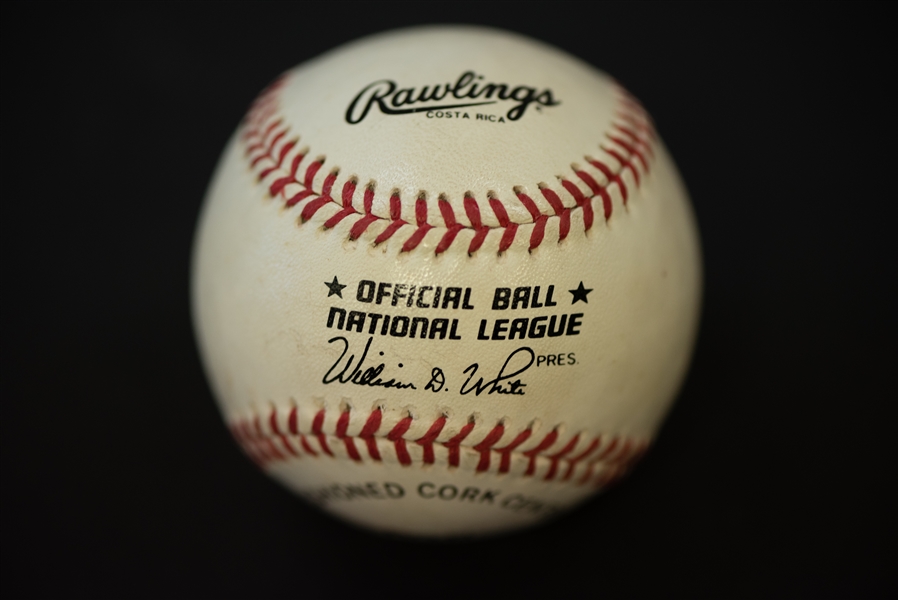 Rawlings
COSTA RICA
★ OFFICIAL BALL ★
NATIONAL LEAGUE
William D. White PRES.
CORK